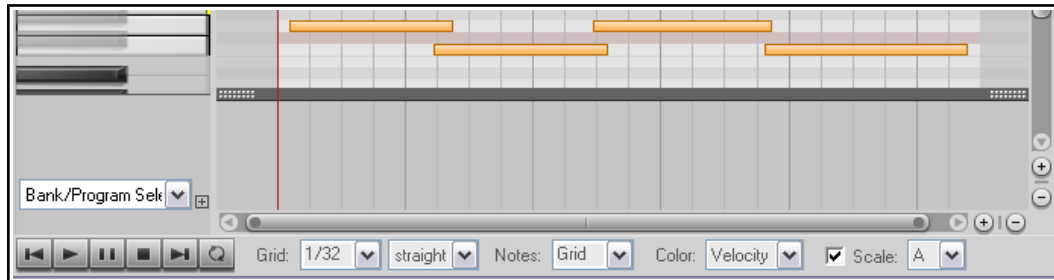 Bank/Program Sele
Grid: 1/32 straight Notes: Grid Color: Velocity Scale: A